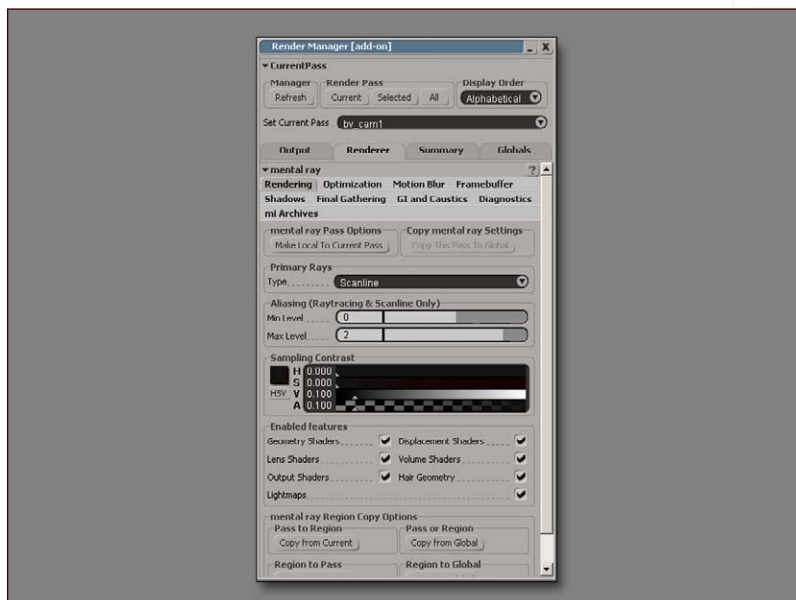 Render Manager [add-on]
CurrentPass
Manager Render Pass Display Order
Refresh Current Selected All Alphabetical
Set Current Pass by_cam1
Output Renderer Summary Globals
mental ray ?
Rendering Optimization Motion Blur Framebuffer
Shadows Final Gathering GI and Caustics Diagnostics
mi Archives
mental ray Pass Options Copy mental ray Settings
Make Local To Current Pass Copy This Pass To Global
Primary Rays
Type Scanline
Aliasing (Raytracing & Scanline Only)
Min Level 0
Max Level 2
Sampling Contrast
H 0.000
S 0.000
HSV V 0.100
A 0.100
Enabled features
Geometry Shaders Displacement Shaders
Lens Shaders Volume Shaders
Output Shaders Hair Geometry
Lightmaps
mental ray Region Copy Options
Pass to Region Pass or Region
Copy from Current Copy from Global
Region to Pass Region to Global